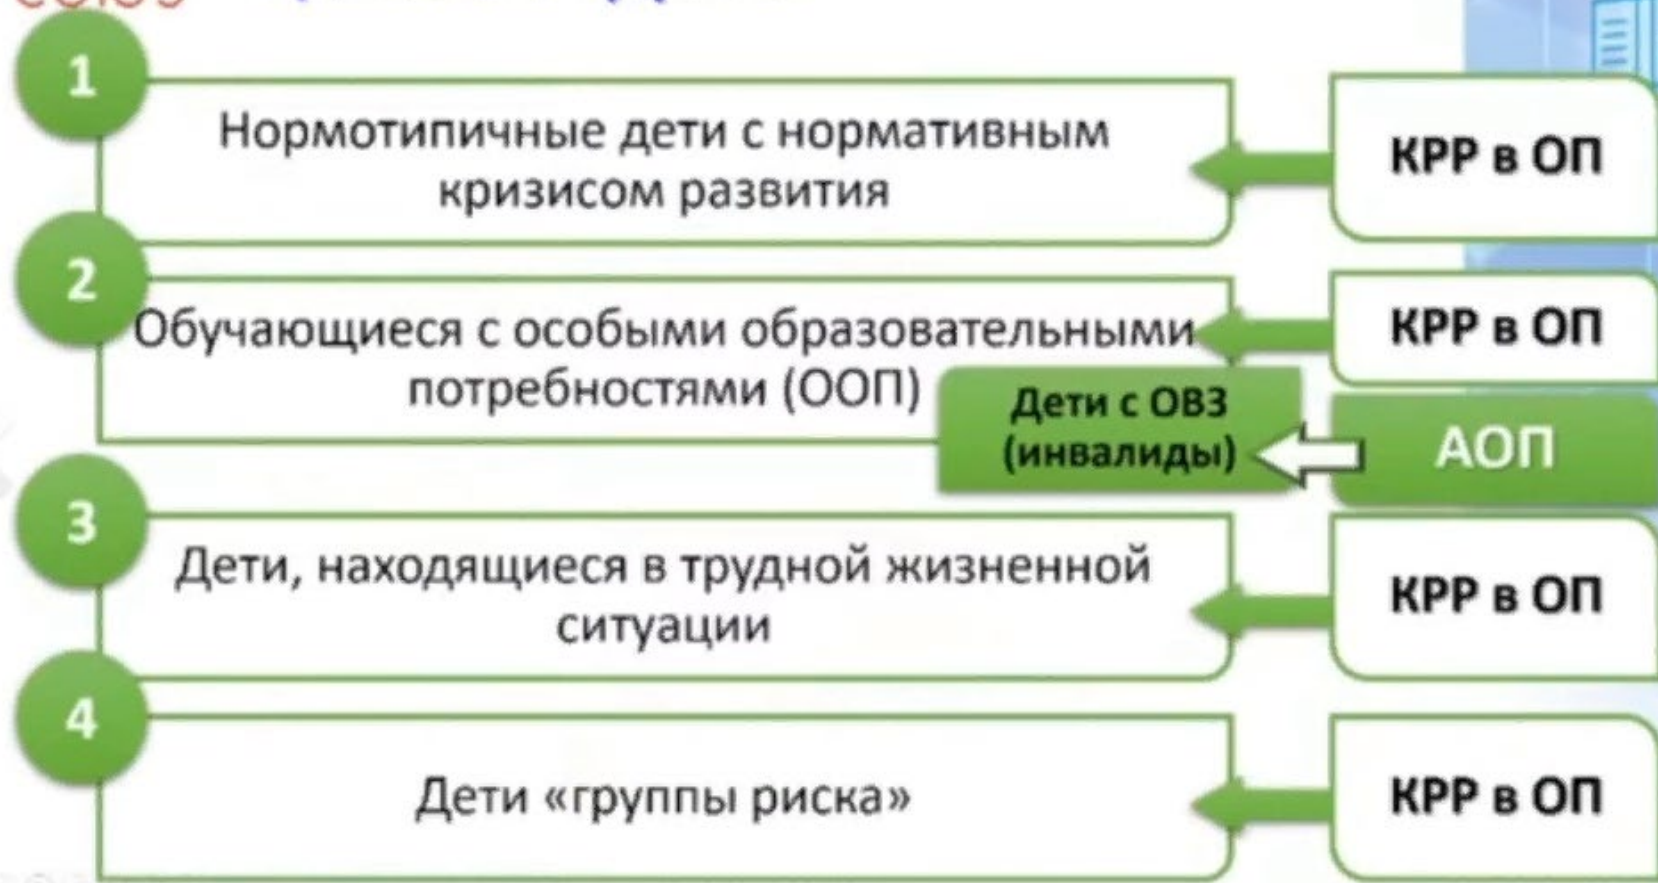 1
Нормотипичные дети с нормативным
кризисом развития
КРР в ОП
2
Обучающиеся с особыми образовательными
потребностями (ООП)
КРР в ОП
Дети с ОВЗ
(инвалиды)
АОП
3
Дети, находящиеся в трудной жизненной
ситуации
КРР в ОП
4
Дети «группы риска»
КРР в ОП